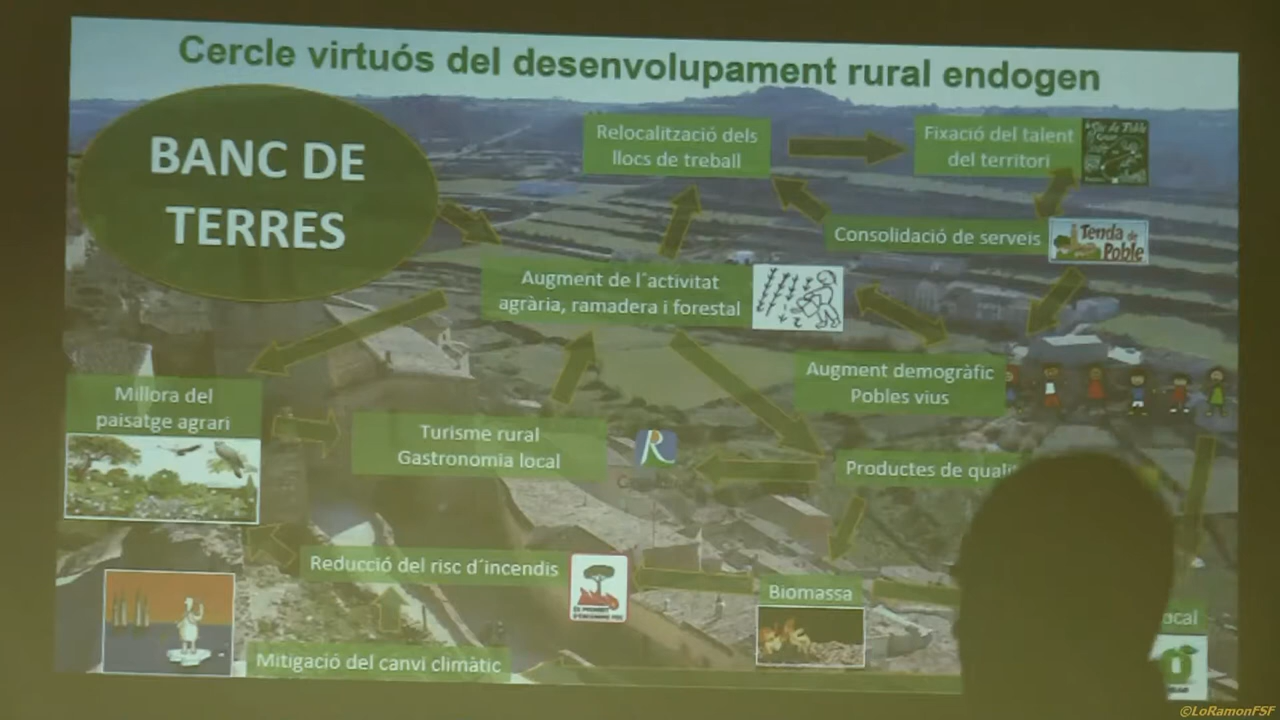 Cercle virtuós del desenvolupament rural endogen
BANC DE
TERRES
Relocalització dels
llocs de treball
Fixació del talent
del territori
Consolidació de serveis
Tenda de
Poble
Augment de l´activitat
agrària, ramadera i forestal
Augment demogràfic
Pobles vius
Millora del
paisatge agrari
Turisme rural
Gastronomia local
R
Productes de
Reducció del risc d´incendis
Biomassa
Mitigació del canvi climàtic
©LoRamonFSF